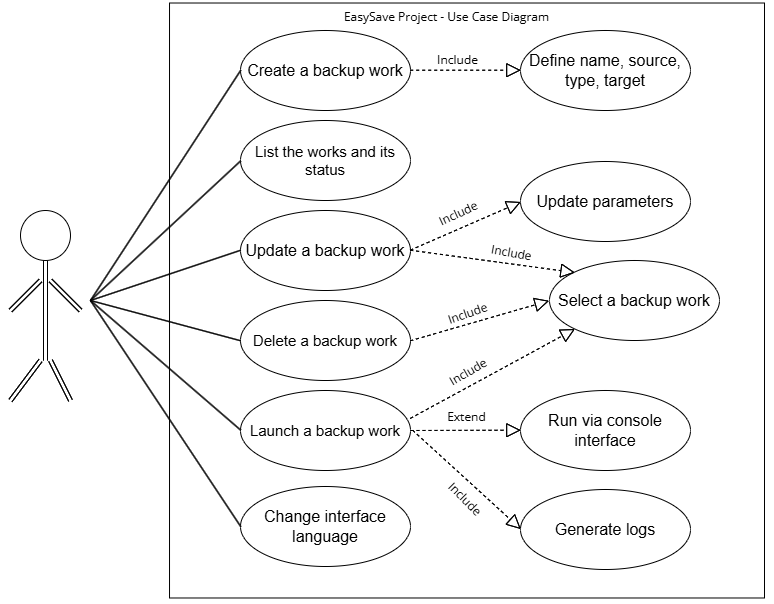 EasySave Project - Use Case Diagram
Create a backup work
Include
Define name, source,
type, target
List the works and its
status
Update a backup work
Include
Update parameters
Include
Select a backup work
Delete a backup work
Include
Include
Launch a backup work
Extend
Run via console
interface
Include
Generate logs
Change interface
language